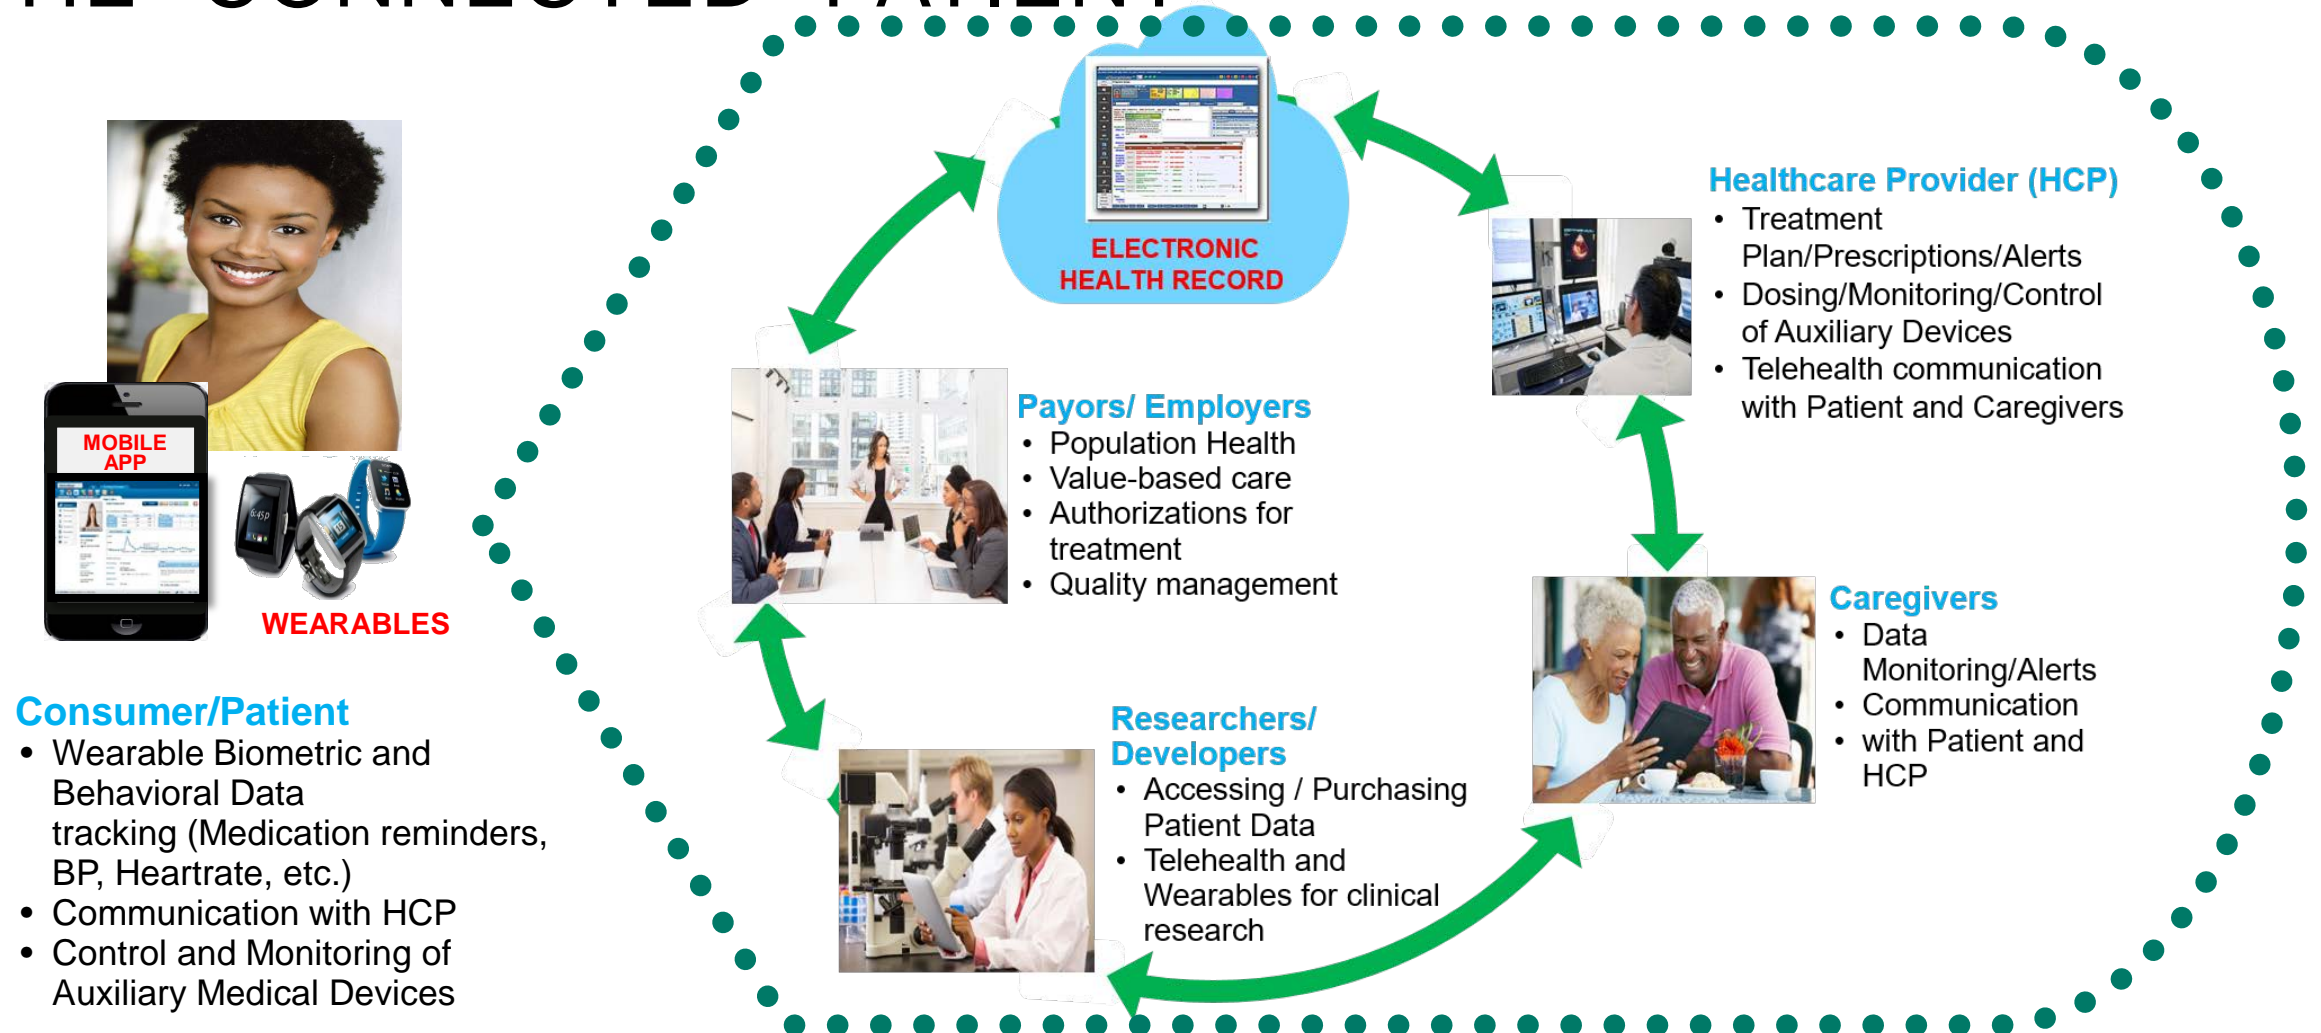 CONNECTED PATIENT
ELECTRONIC
HEALTH RECORD
Healthcare Provider (HCP)
• Treatment
Plan/Prescriptions/Alerts
• Dosing/Monitoring/Control
of Auxiliary Devices
• Telehealth communication
with Patient and Caregivers
Payors/ Employers
• Population Health
• Value-based care
• Authorizations for
treatment
• Quality management
MOBILE
APP
6:45P
WEARABLES
Caregivers
• Data
Monitoring/Alerts
• Communication
• with Patient and
HCP
Consumer/Patient
• Wearable Biometric and
Behavioral Data
tracking (Medication reminders,
BP, Heartrate, etc.)
• Communication with HCP
• Control and Monitoring of
Auxiliary Medical Devices
Researchers/
Developers
• Accessing / Purchasing
Patient Data
• Telehealth and
Wearables for clinical
research